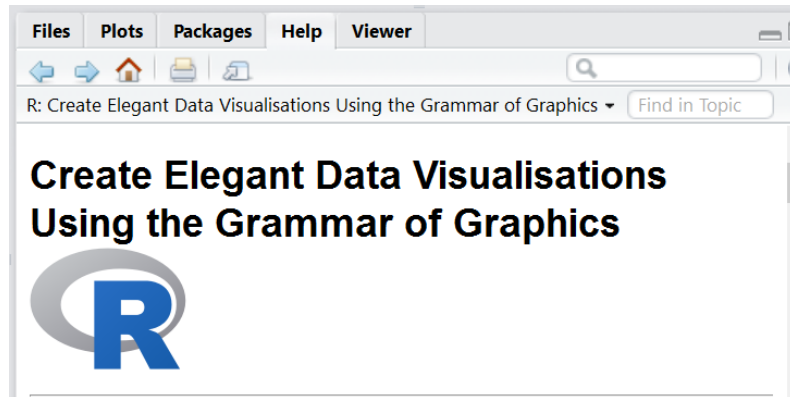 Files Plots Packages Help Viewer
R: Create Elegant Data Visualisations Using the Grammar of Graphics Find in Topic
Create Elegant Data Visualisations
Using the Grammar of Graphics
R